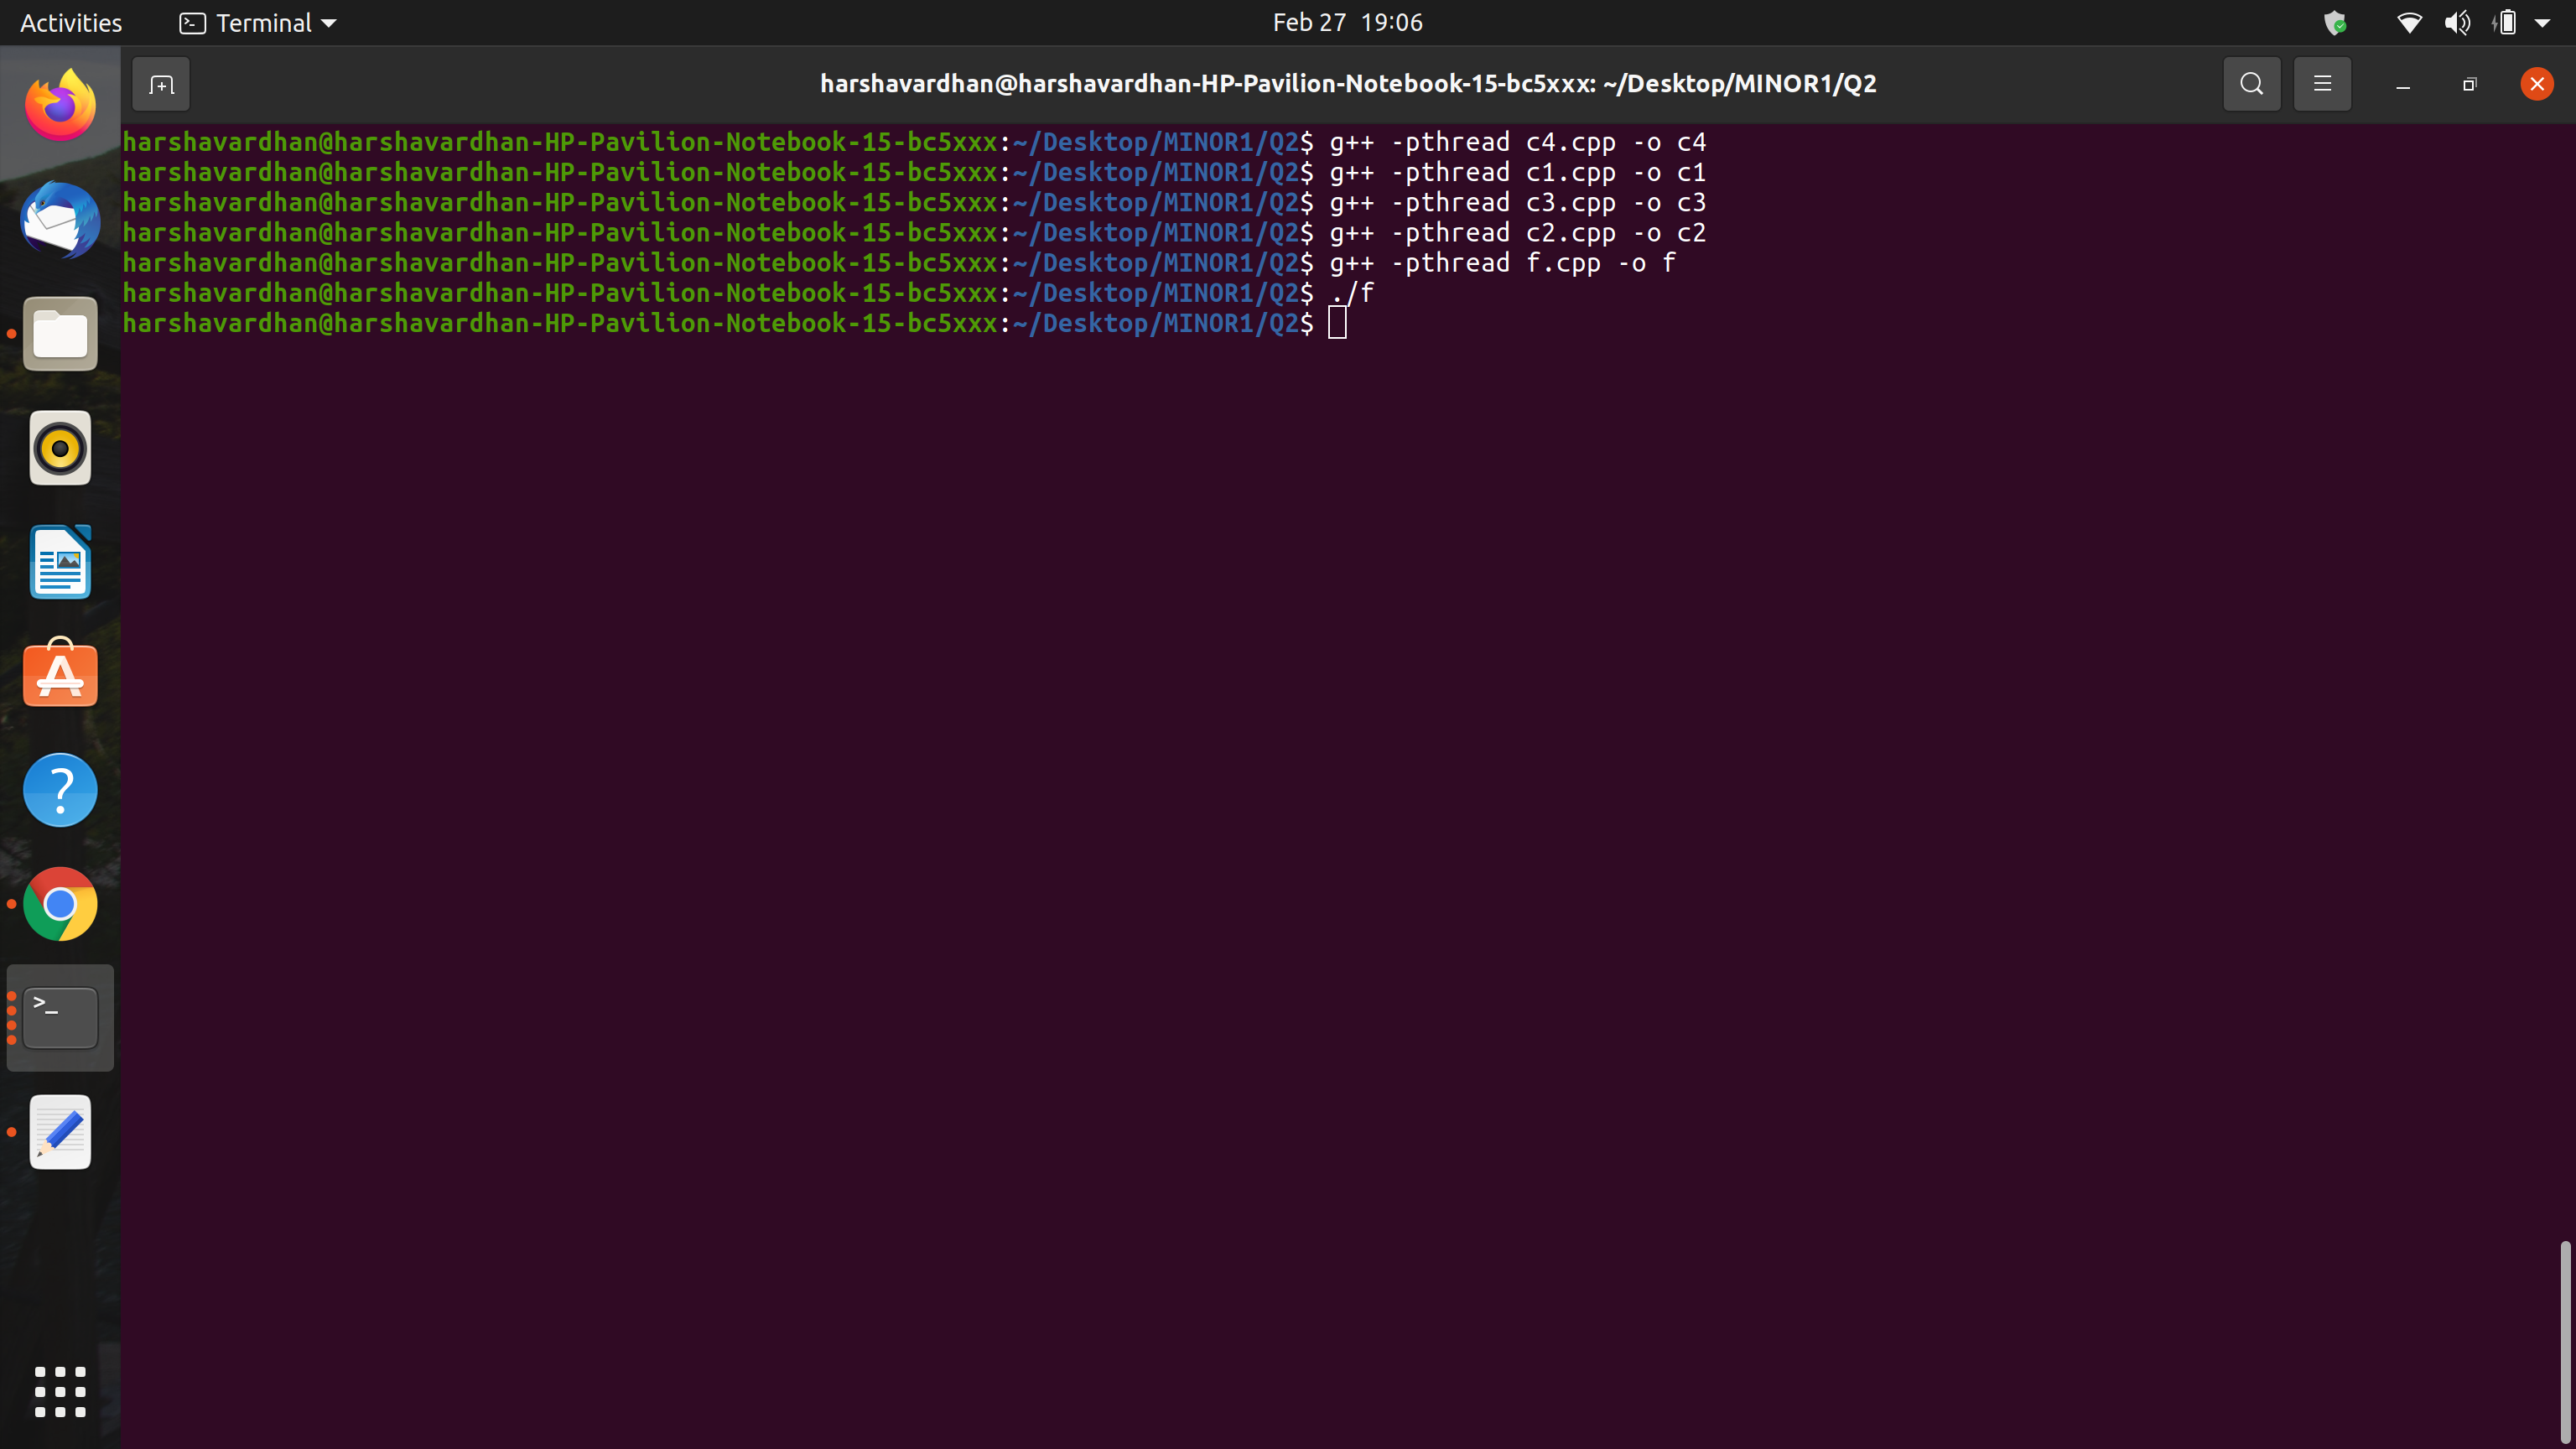 Activities Terminal Feb 27 19:06
harshavardhan@harshavardhan-HP-Pavilion-Notebook-15-bc5xxx: ~/Desktop/MINOR1/Q2
harshavardhan@harshavardhan-HP-Pavilion-Notebook-15-bc5xxx:~/Desktop/MINOR1/Q2$ g++ -pthread c4.cpp -o c4
harshavardhan@harshavardhan-HP-Pavilion-Notebook-15-bc5xxx:~/Desktop/MINOR1/Q2$ g++ -pthread c1.cpp -o c1
harshavardhan@harshavardhan-HP-Pavilion-Notebook-15-bc5xxx:~/Desktop/MINOR1/Q2$ g++ -pthread c3.cpp -o c3
harshavardhan@harshavardhan-HP-Pavilion-Notebook-15-bc5xxx:~/Desktop/MINOR1/Q2$ g++ -pthread c2.cpp -o c2
harshavardhan@harshavardhan-HP-Pavilion-Notebook-15-bc5xxx:~/Desktop/MINOR1/Q2$ g++ -pthread f.cpp -o f
harshavardhan@harshavardhan-HP-Pavilion-Notebook-15-bc5xxx:~/Desktop/MINOR1/Q2$ ./f
harshavardhan@harshavardhan-HP-Pavilion-Notebook-15-bc5xxx:~/Desktop/MINOR1/Q2$